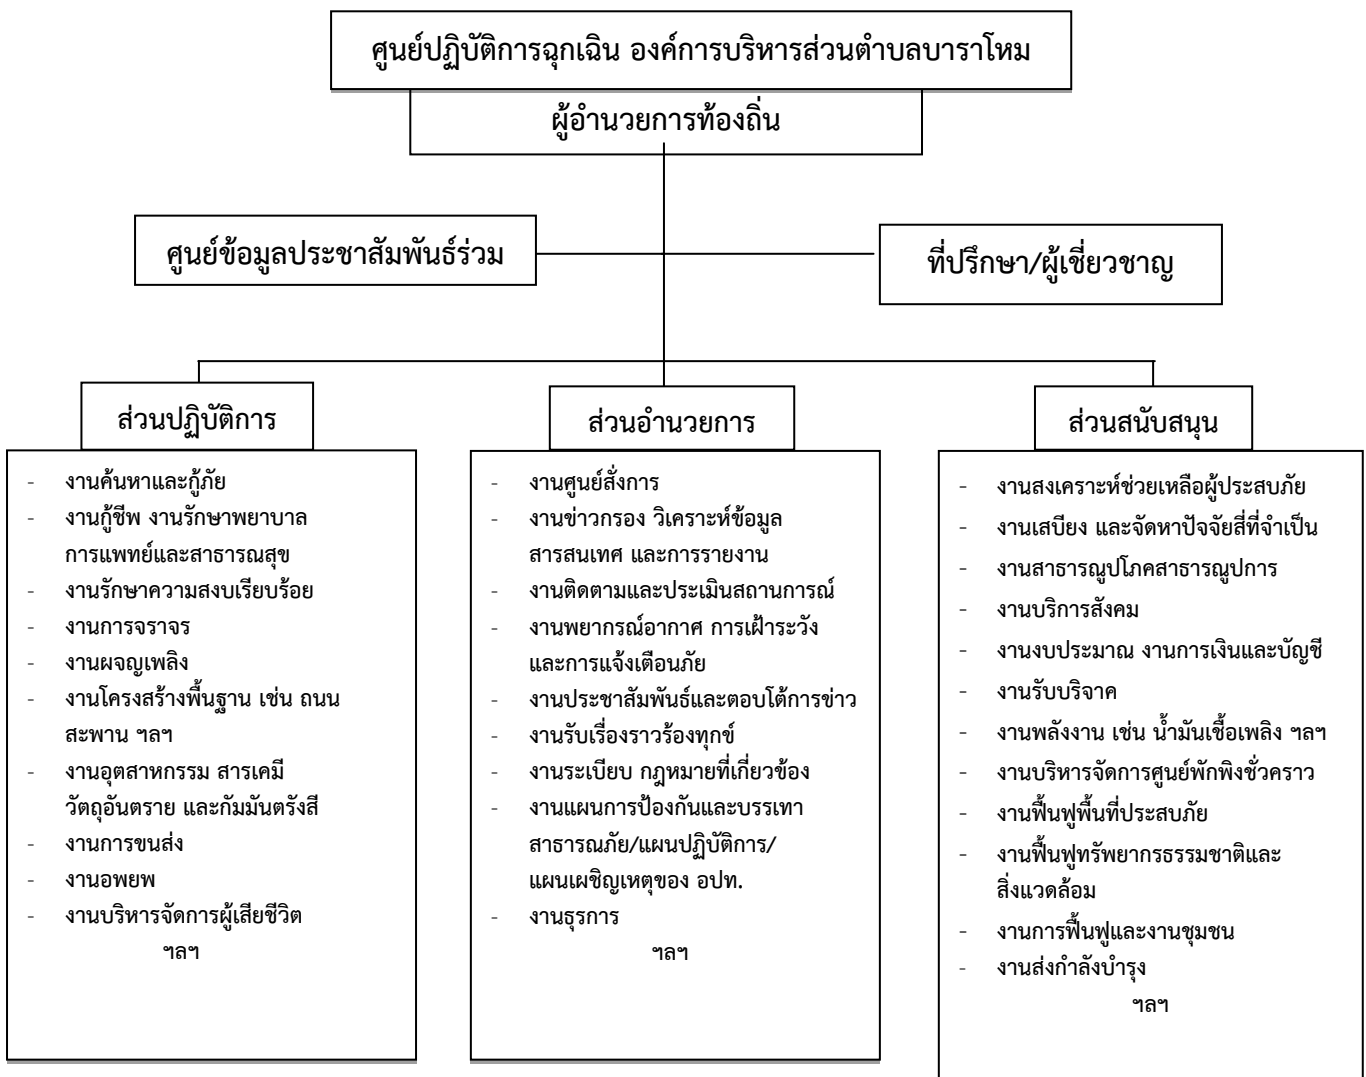 ศูนย์ปฏิบัติการฉุกเฉิน องค์การบริหารส่วนตำบลบาราโหม
ผู้อำนวยการท้องถิ่น
ศูนย์ข้อมูลประชาสัมพันธ์ร่วม
ที่ปรึกษา/ผู้เชี่ยวชาญ
ส่วนปฏิบัติการ
- งานค้นหาและกู้ภัย
- งานกู้ชีพ งานรักษาพยาบาล
การแพทย์และสาธารณสุข
- งานรักษาความสงบเรียบร้อย
- งานการจราจร
- งานผจญเพลิง
- งานโครงสร้างพื้นฐาน เช่น ถนน
สะพาน ฯลฯ
- งานอุตสาหกรรม สารเคมี
วัตถุอันตราย และกัมมันตรังสี
- งานการขนส่ง
- งานอพยพ
- งานบริหารจัดการผู้เสียชีวิต
ฯลฯ
ส่วนอำนวยการ
- งานศูนย์สั่งการ
- งานข่าวกรอง วิเคราะห์ข้อมูล
สารสนเทศ และการรายงาน
- งานติดตามและประเมินสถานการณ์
- งานพยากรณ์อากาศ การเฝ้าระวัง
และการแจ้งเตือนภัย
- งานประชาสัมพันธ์และตอบโต้การข่าว
- งานรับเรื่องราวร้องทุกข์
- งานระเบียบ กฎหมายที่เกี่ยวข้อง
- งานแผนการป้องกันและบรรเทา
สาธารณภัย/แผนปฏิบัติการ/
แผนเผชิญเหตุของ อปท.
- งานธุรการ
ฯลฯ
ส่วนสนับสนุน
- งานสงเคราะห์ช่วยเหลือผู้ประสบภัย
- งานเสบียง และจัดหาปัจจัยสี่ที่จำเป็น
- งานสาธารณูปโภคสาธารณูปการ
- งานบริการสังคม
- งานงบประมาณ งานการเงินและบัญชี
- งานรับบริจาค
- งานพลังงาน เช่น น้ำมันเชื้อเพลิง ฯลฯ
- งานบริหารจัดการศูนย์พักพิงชั่วคราว
- งานฟื้นฟูพื้นที่ประสบภัย
- งานฟื้นฟูทรัพยากรธรรมชาติและ
สิ่งแวดล้อม
- งานการฟื้นฟูและงานชุมชน
- งานส่งกำลังบำรุง
ฯลฯ